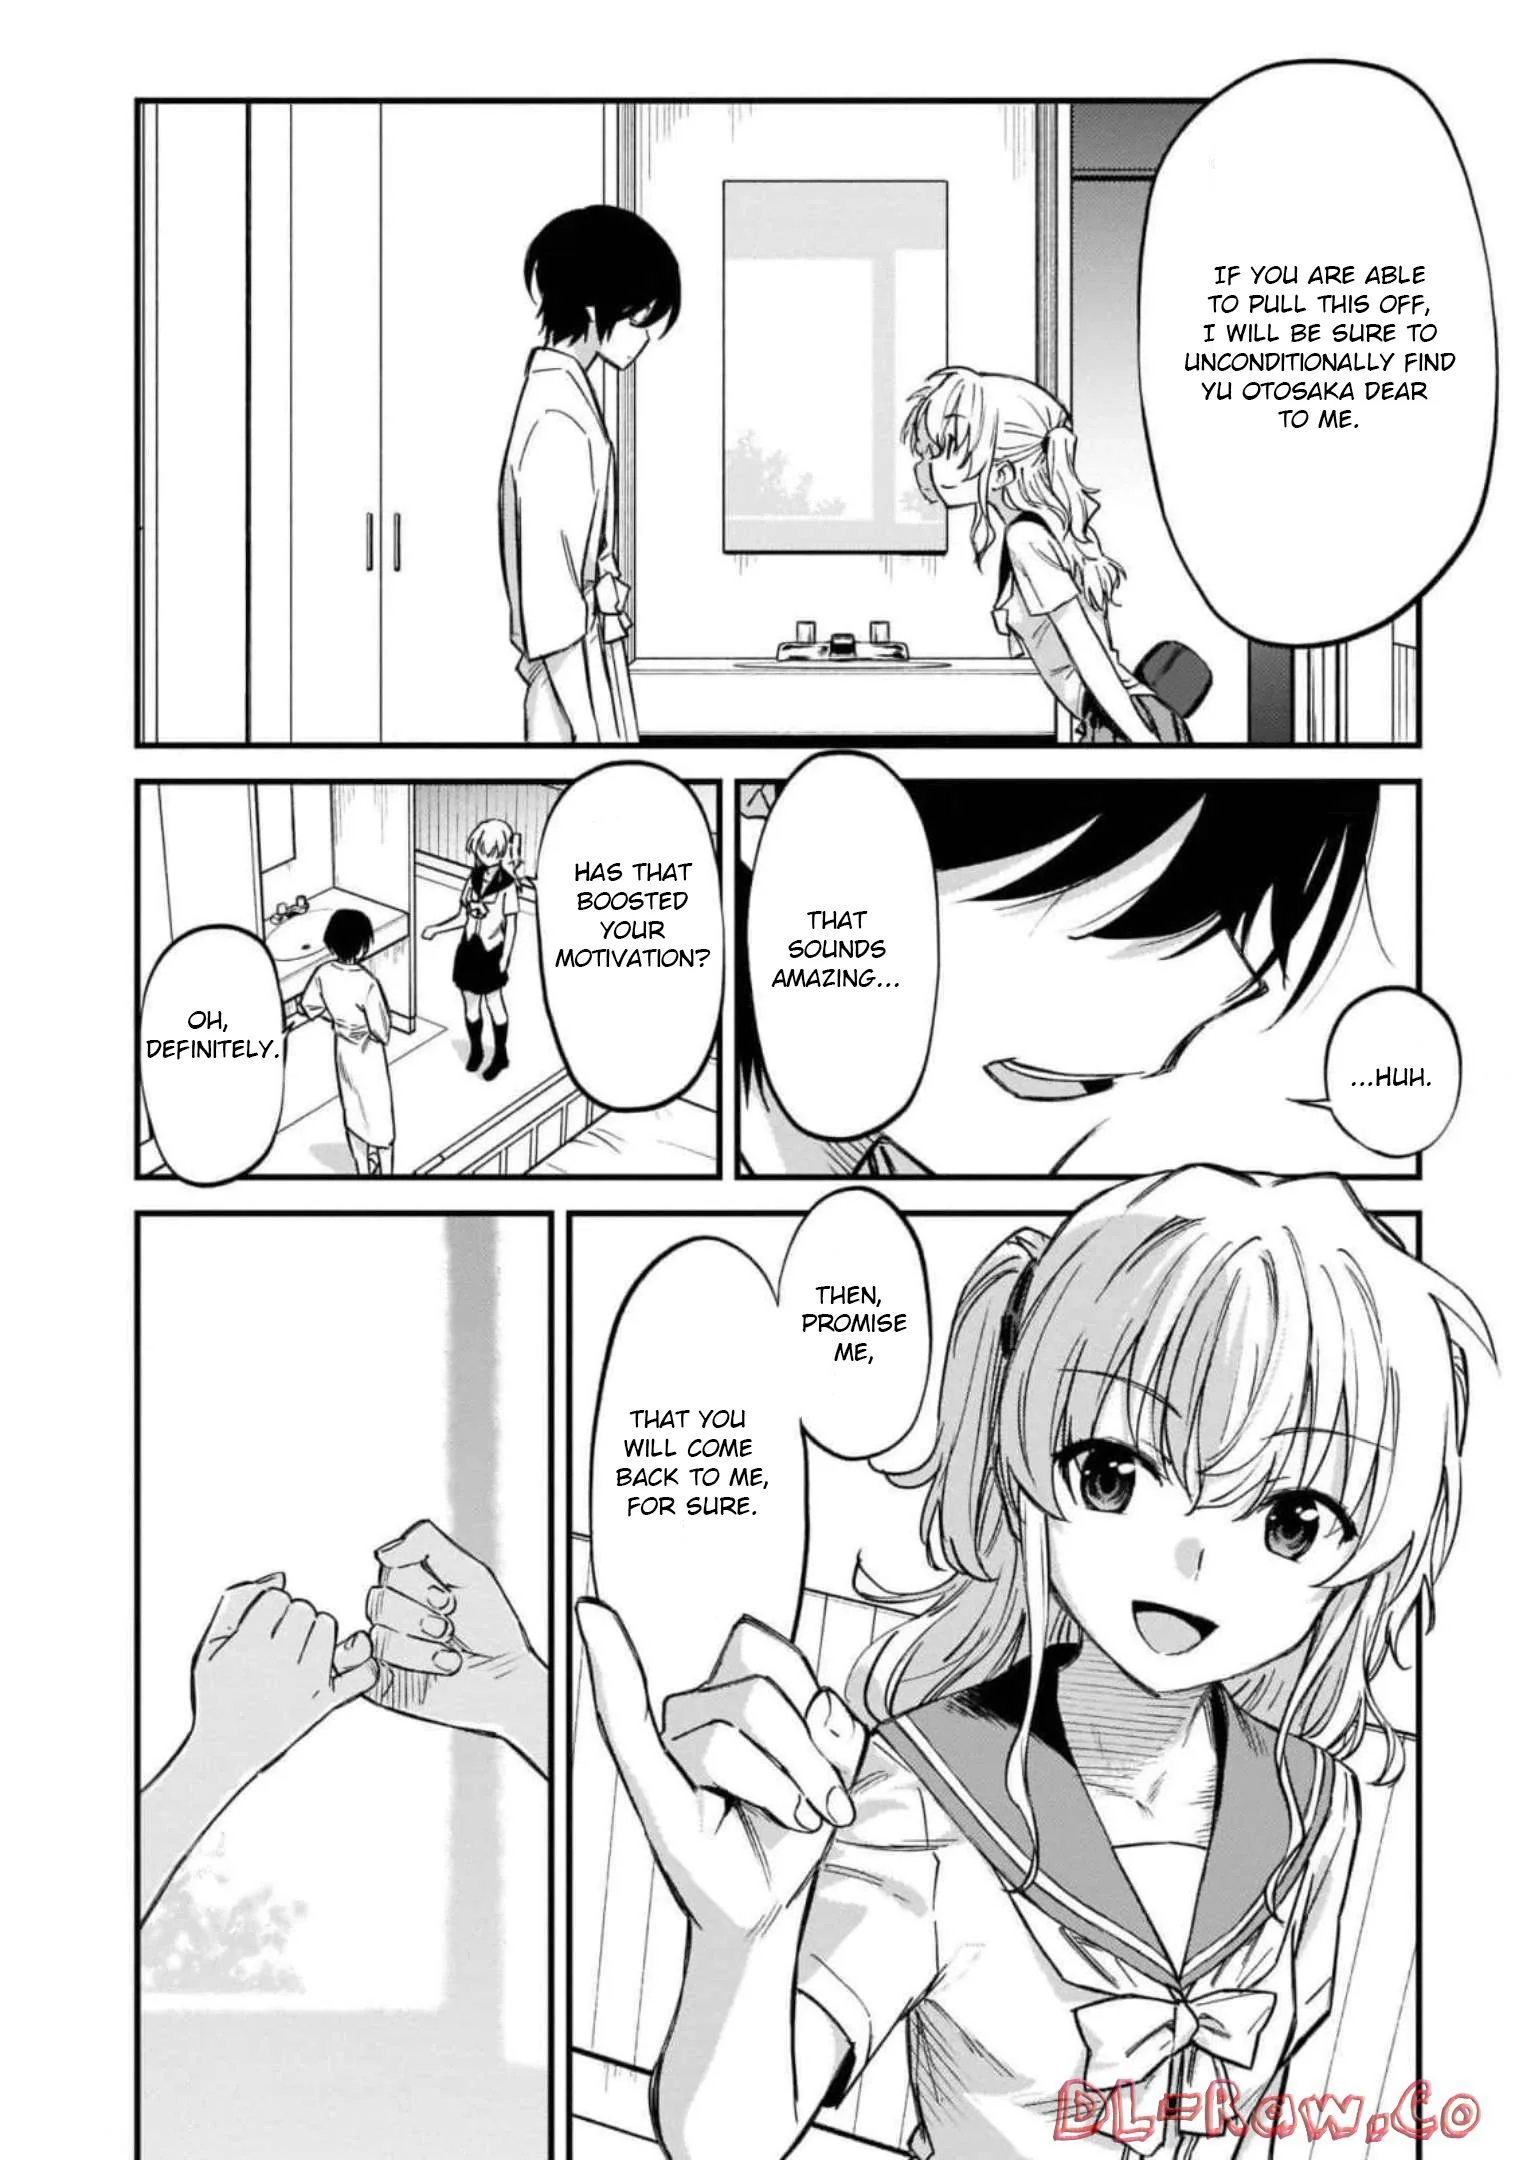 IF YOU ARE ABLE
TO PULL THIS OFF,
I WILL BE SURE TO
UNCONDITIONALLY FIND
YU OTOSAKA DEAR
TO ME.
...HUH.
THAT
SOUNDS
AMAZING...
HAS THAT
BOOSTED
YOUR
MOTIVATION?
OH,
DEFINITELY.
THEN,
PROMISE
ME,
THAT YOU
WILL COME
BACK TO ME,
FOR SURE.
DL-Raw.Co